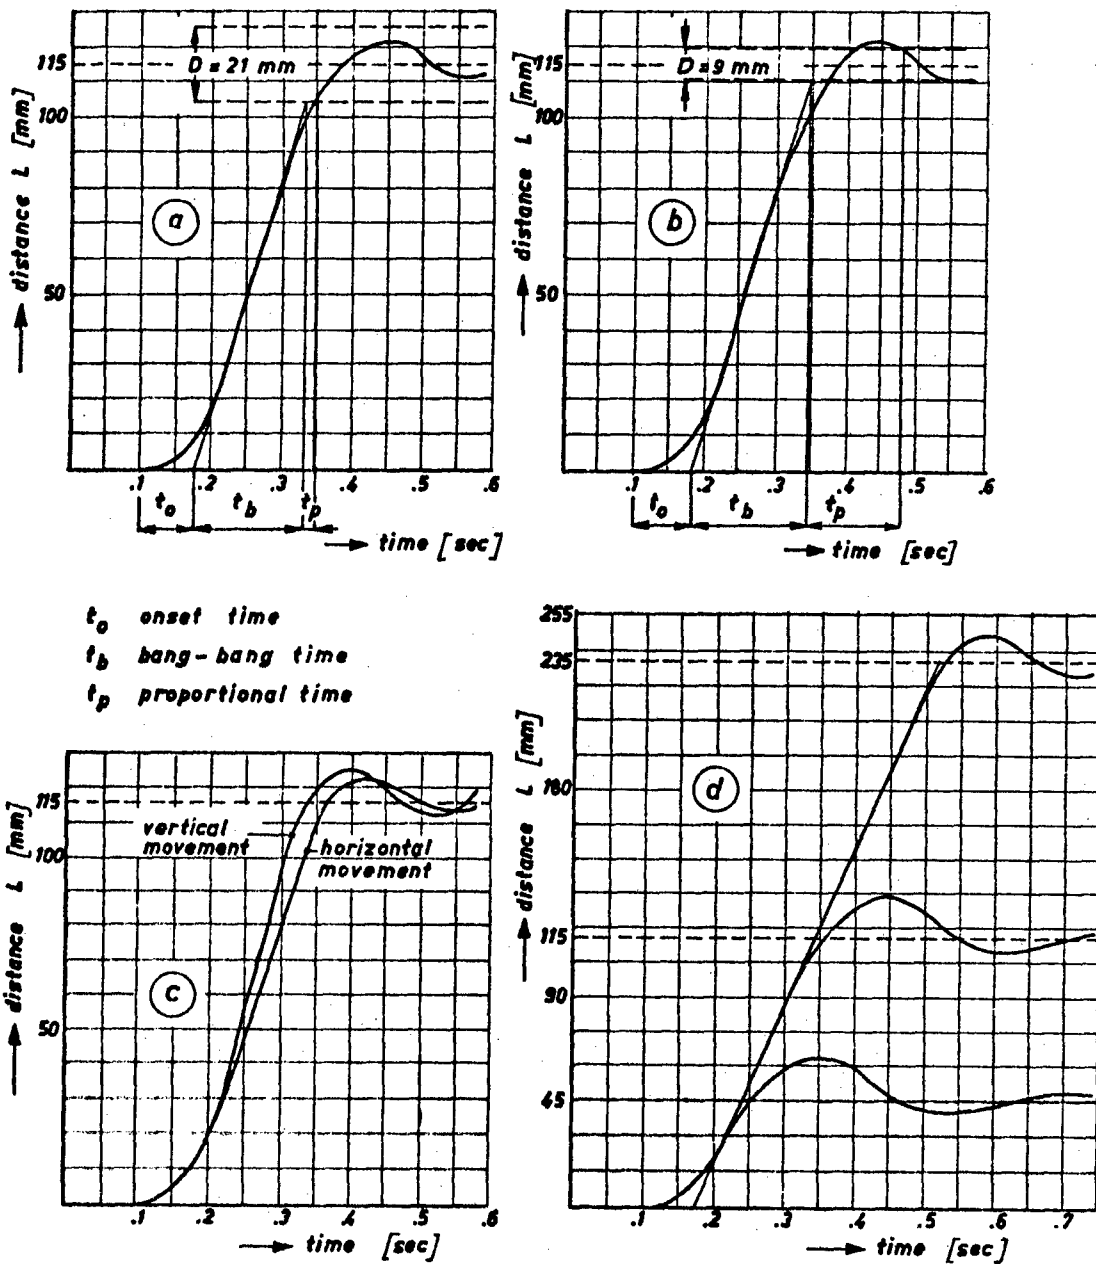 115
D = 21 mm
100
50
a
distance L [mm]
.1 .2 .3 .4 .5 .6
t₀ t_b t_p
time [sec]
115
D = 9 mm
100
50
b
distance L [mm]
.1 .2 .3 .4 .5 .6
t₀ t_b t_p
time [sec]
t₀ onset time
t_b bang-bang time
t_p proportional time
115
100
50
vertical
movement
horizontal
movement
c
distance L [mm]
.1 .2 .3 .4 .5 .6
time [sec]
255
235
180
115
90
45
d
distance L [mm]
.1 .2 .3 .4 .5 .6 .7
time [sec]